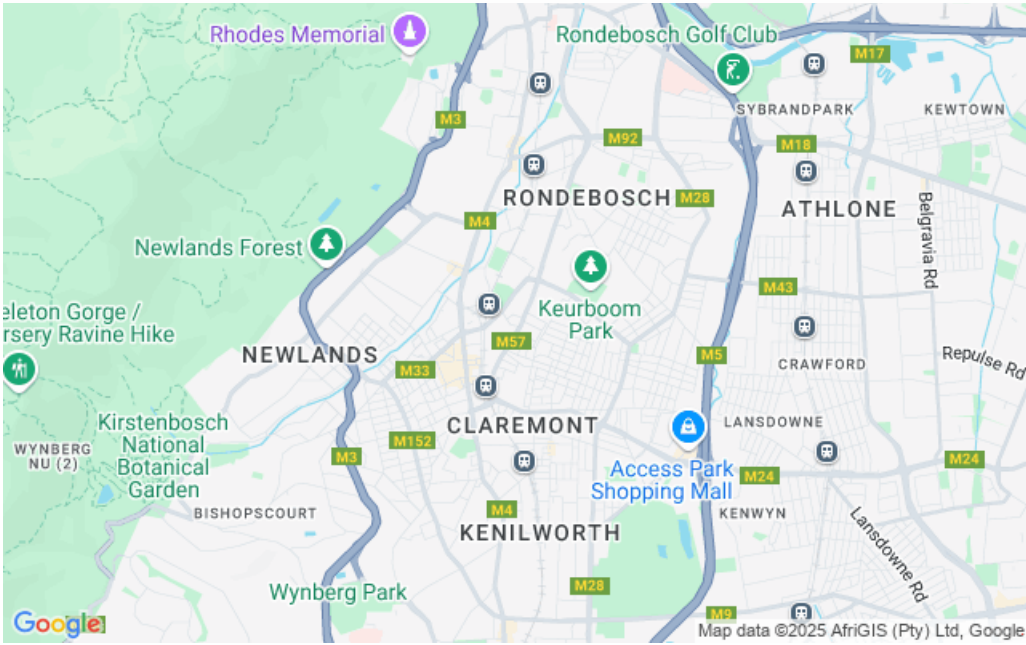 Rhodes Memorial
Rondebosch Golf Club
M17
SYBRANDPARK
KEWTOWN
M3
M92
M18
RONDEBOSCH
M28
ATHLONE
Belgravia Rd
M4
Newlands Forest
M43
Keurboom
Park
eleton Gorge /
rsery Ravine Hike
M57
NEWLANDS
M5
Repulse Rd
CRAWFORD
M33
Kirstenbosch
National
Botanical
Garden
CLAREMONT
LANSDOWNE
M152
WYNBERG
NU (2)
M3
Access Park
Shopping Mall
M24
M24
BISHOPSCOURT
M4
KENWYN
KENILWORTH
Lansdowne Rd
Wynberg Park
M28
M9
Google
Map data ©2025 AfriGIS (Pty) Ltd, Google